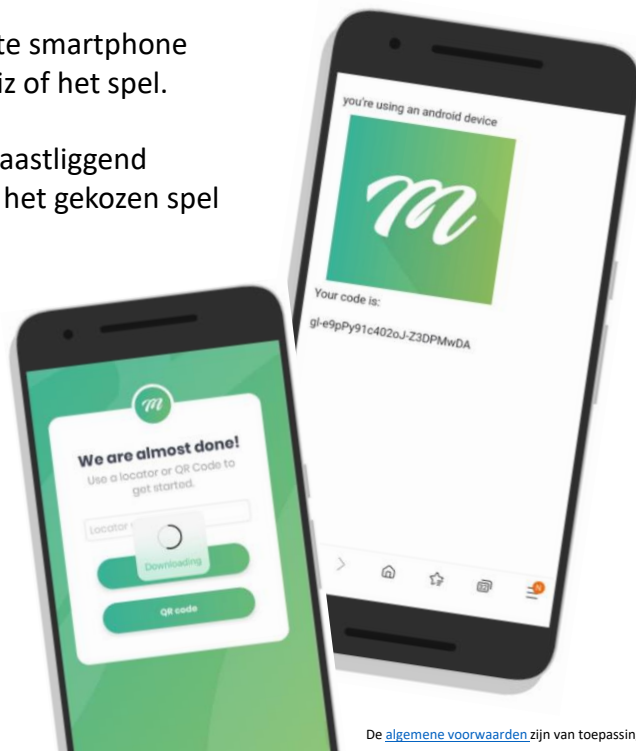 te smartphone
iz of het spel.
aastliggend
het gekozen spel
you're using an android device
m
Your code is:
gl-e9pPy91c402oJ-Z3DPMwDA
N
m
We are almost done!
Use a locator or QR Code to
get started.
Locator
Downloading
QR code
De algemene voorwaarden zijn van toepassin